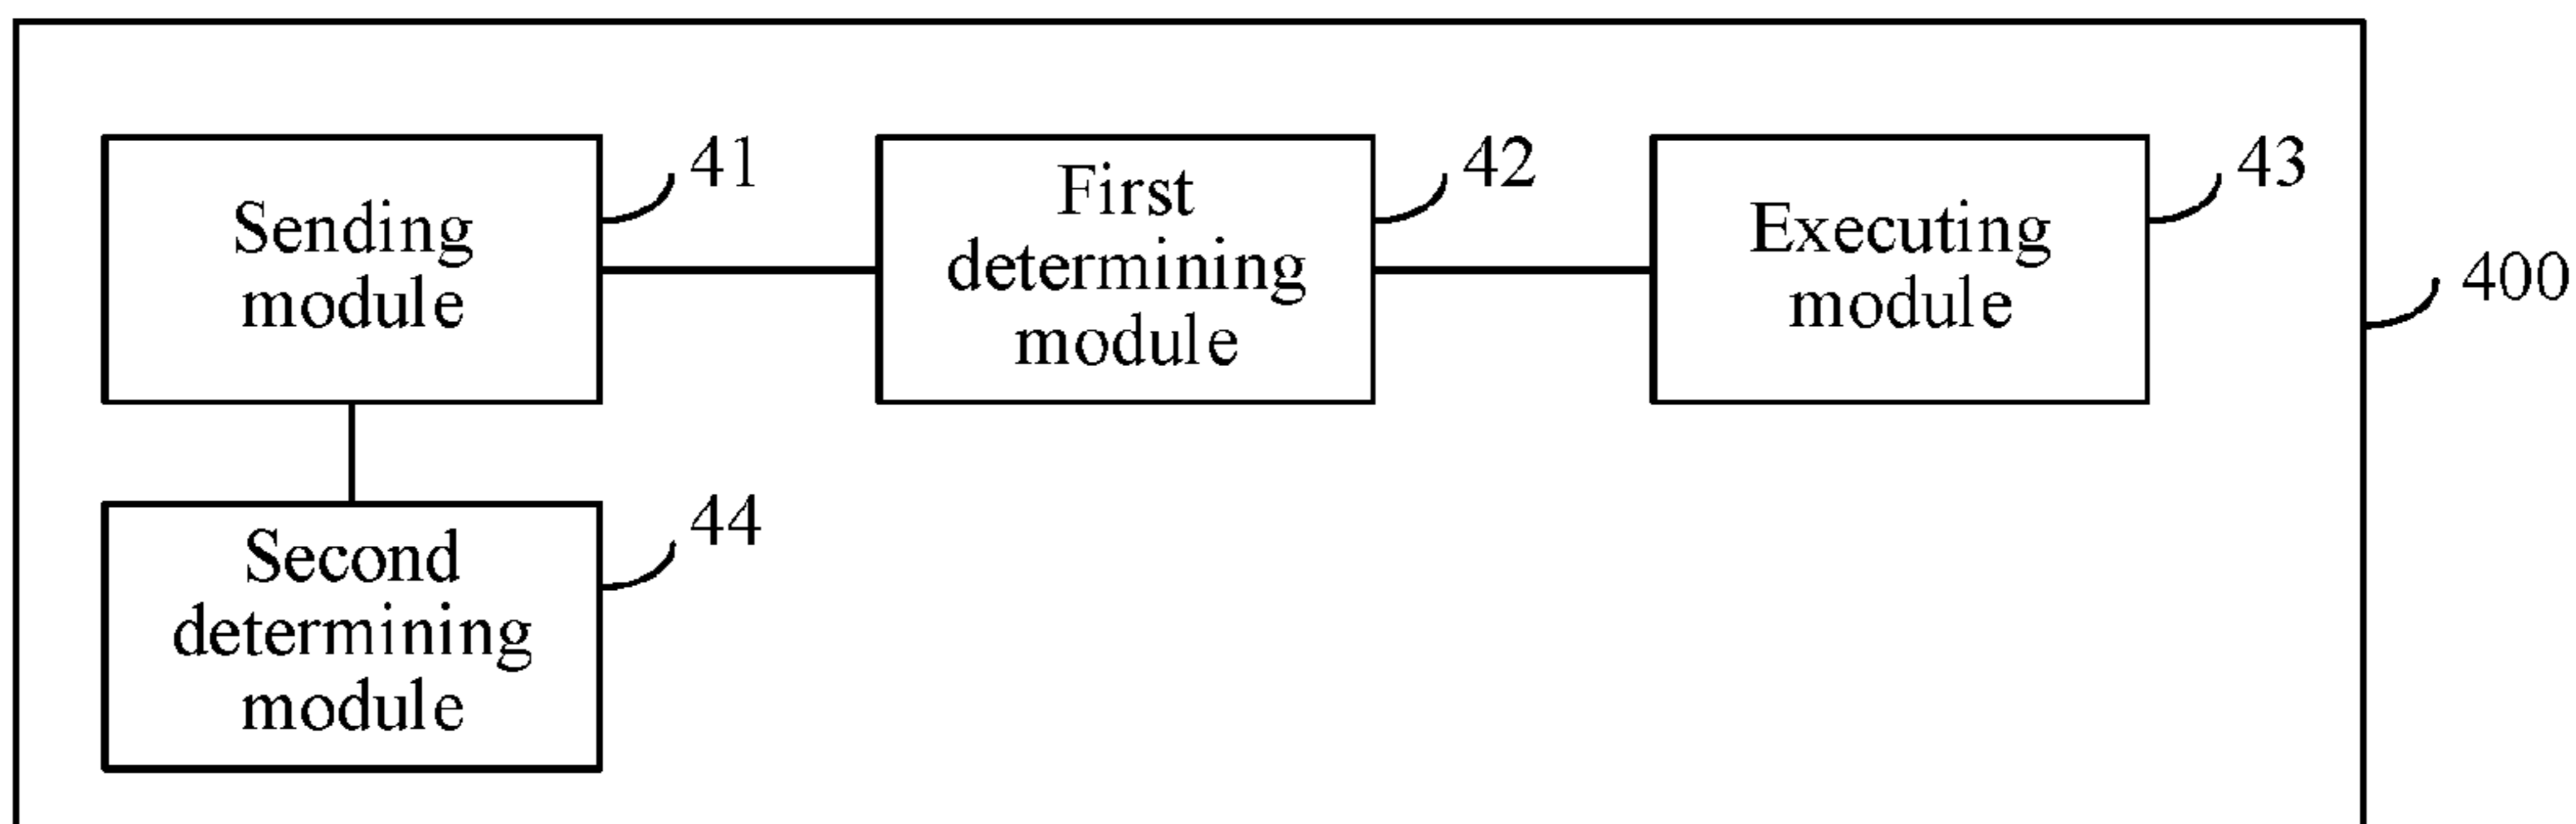 Sending
module
41
First
determining
module
42
Executing
module
43
400
Second
determining
module
44